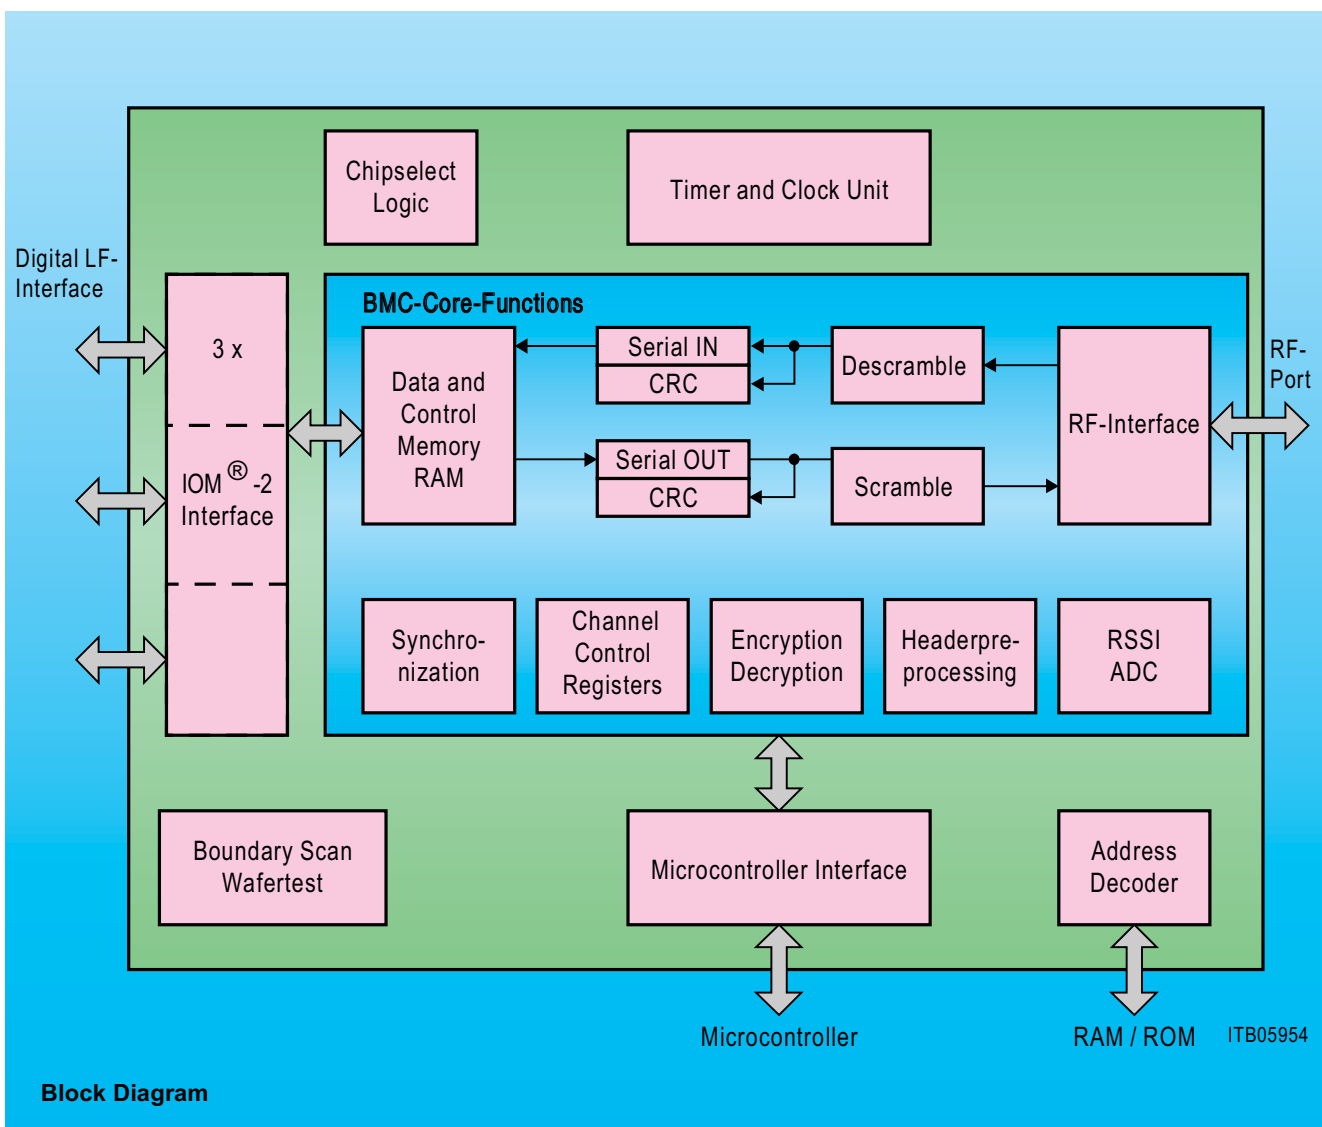 Chipselect
Logic
Timer and Clock Unit
Digital LF-
Interface
3 x
IOM®-2
Interface
BMC-Core-Functions
Data and
Control
Memory
RAM
Serial IN
CRC
Serial OUT
CRC
Descramble
Scramble
RF-Interface
RF-
Port
Synchro-
nization
Channel
Control
Registers
Encryption
Decryption
Headerpre-
processing
RSSI
ADC
Boundary Scan
Wafertest
Microcontroller Interface
Address
Decoder
Microcontroller
RAM / ROM
ITB05954
Block Diagram